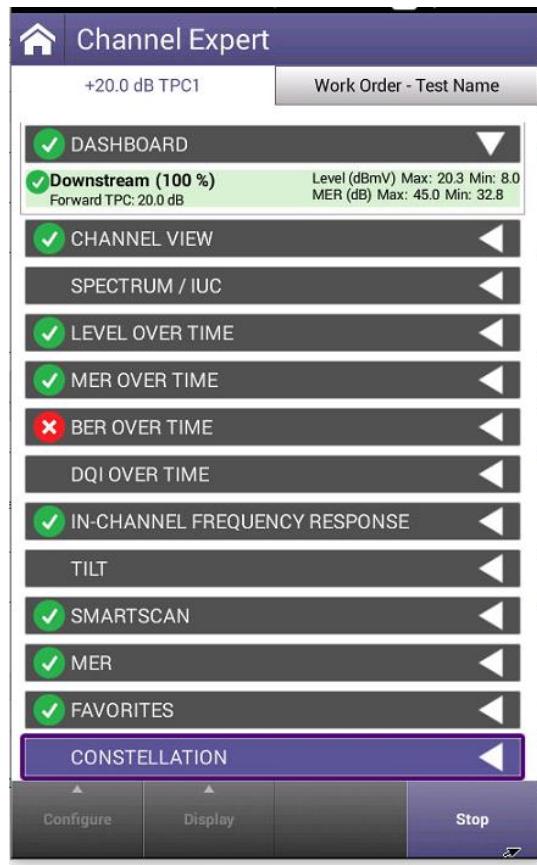 Channel Expert
+20.0 dB TPC1
Work Order - Test Name
DASHBOARD
Downstream (100 %)
Level (dBmV) Max: 20.3 Min: 8.0
Forward TPC: 20.0 dB
MER (dB) Max: 45.0 Min: 32.8
CHANNEL VIEW
SPECTRUM / IUC
LEVEL OVER TIME
MER OVER TIME
BER OVER TIME
DQI OVER TIME
IN-CHANNEL FREQUENCY RESPONSE
TILT
SMARTSCAN
MER
FAVORITES
CONSTELLATION
Configure
Display
Stop